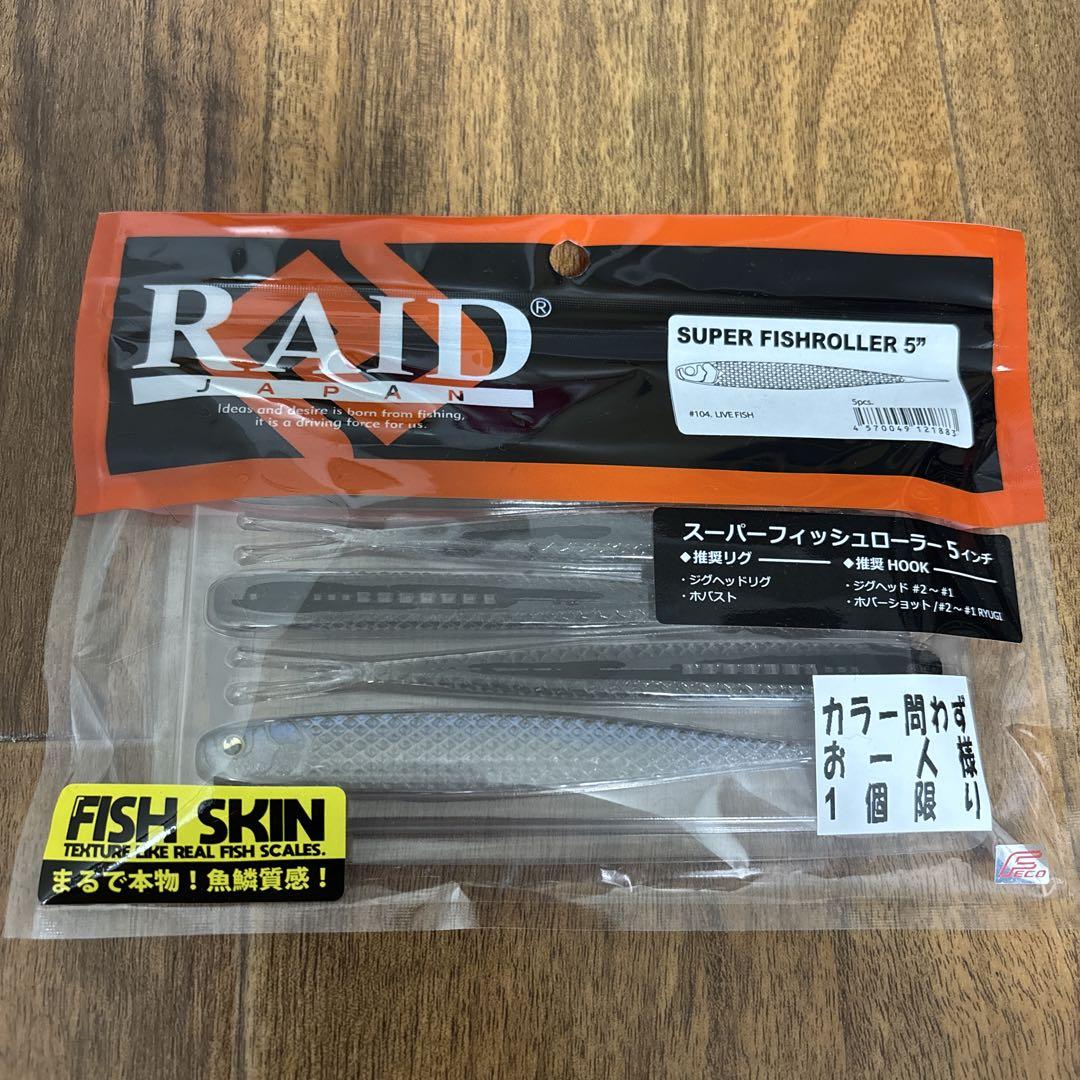 RAID®
JAPAN
Ideas and desire is born from fishing,
it is a driving force for us.
SUPER FISHROLLER 5”
5pcs.
#104. LIVE FISH
4 570049 121883
スーパーフィッシュローラー 5インチ
◆推奨リグ
・ジグヘッドリグ
・ホバスト
◆推奨 HOOK
・ジグヘッド #2〜#1
・ホバーショット/#2〜#1 RYUGI
カラー問わず
お一人様
1個限り
FISH SKIN
TEXTURE LIKE REAL FISH SCALES.
まるで本物！魚鱗質感！
FS
ECO